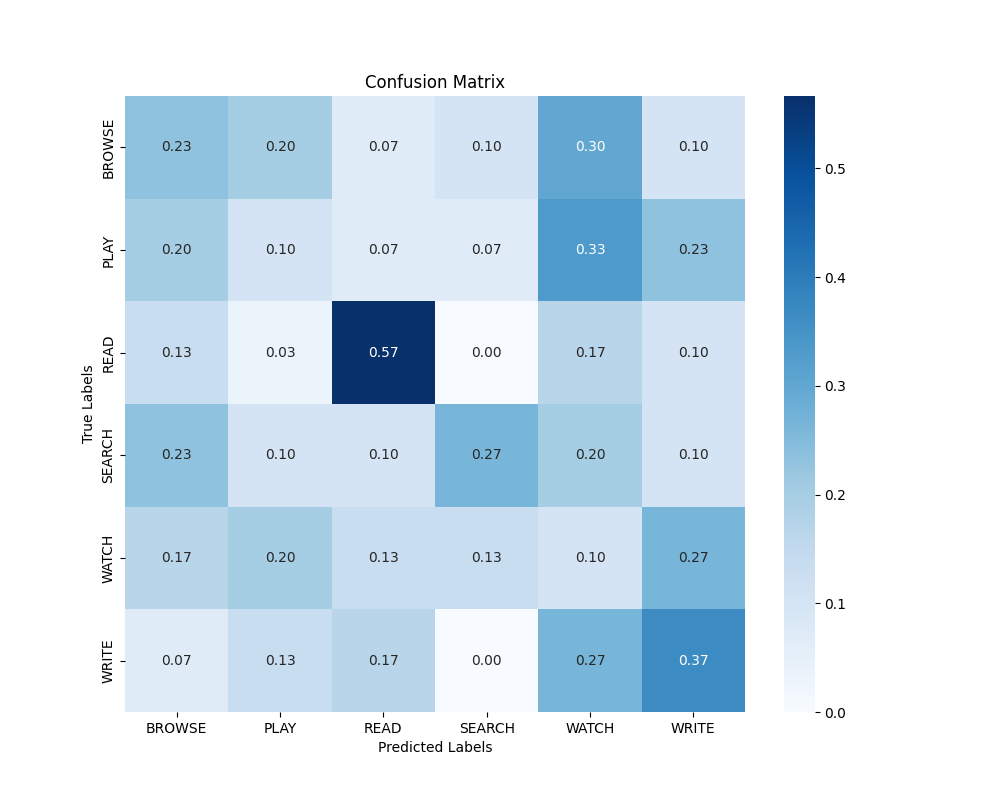 Confusion Matrix
BROWSE 0.23 0.20 0.07 0.10 0.30 0.10
PLAY 0.20 0.10 0.07 0.07 0.33 0.23
READ 0.13 0.03 0.57 0.00 0.17 0.10
SEARCH 0.23 0.10 0.10 0.27 0.20 0.10
WATCH 0.17 0.20 0.13 0.13 0.10 0.27
WRITE 0.07 0.13 0.17 0.00 0.27 0.37
True Labels
BROWSE PLAY READ SEARCH WATCH WRITE
Predicted Labels
0.5
0.4
0.3
0.2
0.1
0.0